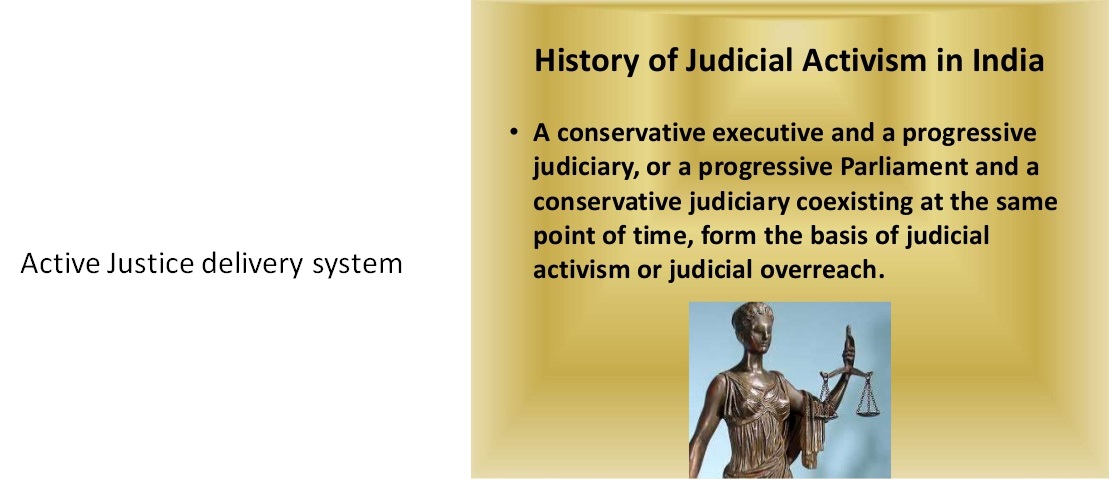 Active Justice delivery system
History of Judicial Activism in India
• A conservative executive and a progressive
judiciary, or a progressive Parliament and a
conservative judiciary coexisting at the same
point of time, form the basis of judicial
activism or judicial overreach.